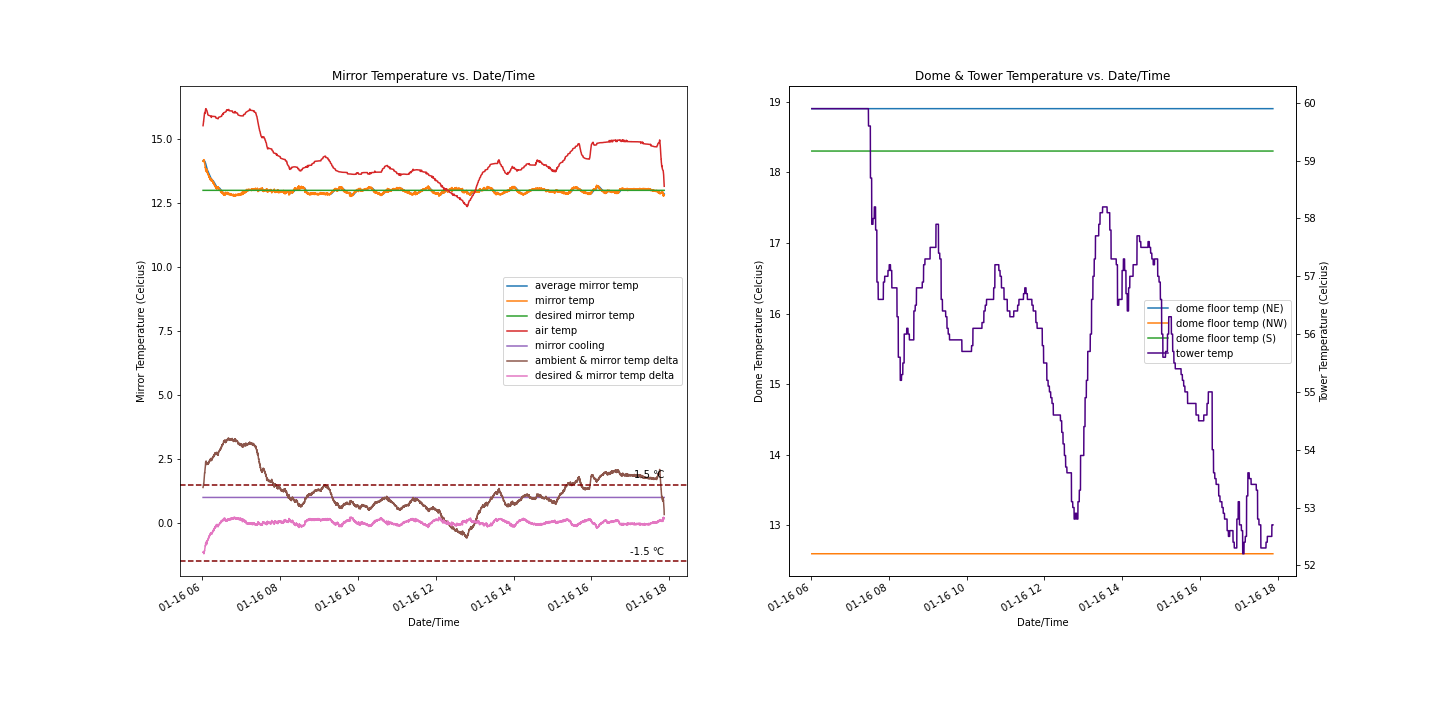 Mirror Temperature vs. Date/Time
Mirror Temperature (Celcius)
15.0
12.5
10.0
7.5
5.0
2.5
0.0
average mirror temp
mirror temp
desired mirror temp
air temp
mirror cooling
ambient & mirror temp delta
desired & mirror temp delta
1.5 °C
-1.5 °C
01-16 06
01-16 08
01-16 10
01-16 12
01-16 14
01-16 16
01-16 18
Date/Time
Dome & Tower Temperature vs. Date/Time
Dome Temperature (Celcius)
19
18
17
16
15
14
13
dome floor temp (NE)
dome floor temp (NW)
dome floor temp (S)
tower temp
60
59
58
57
56
55
54
53
52
Tower Temperature (Celcius)
01-16 06
01-16 08
01-16 10
01-16 12
01-16 14
01-16 16
01-16 18
Date/Time